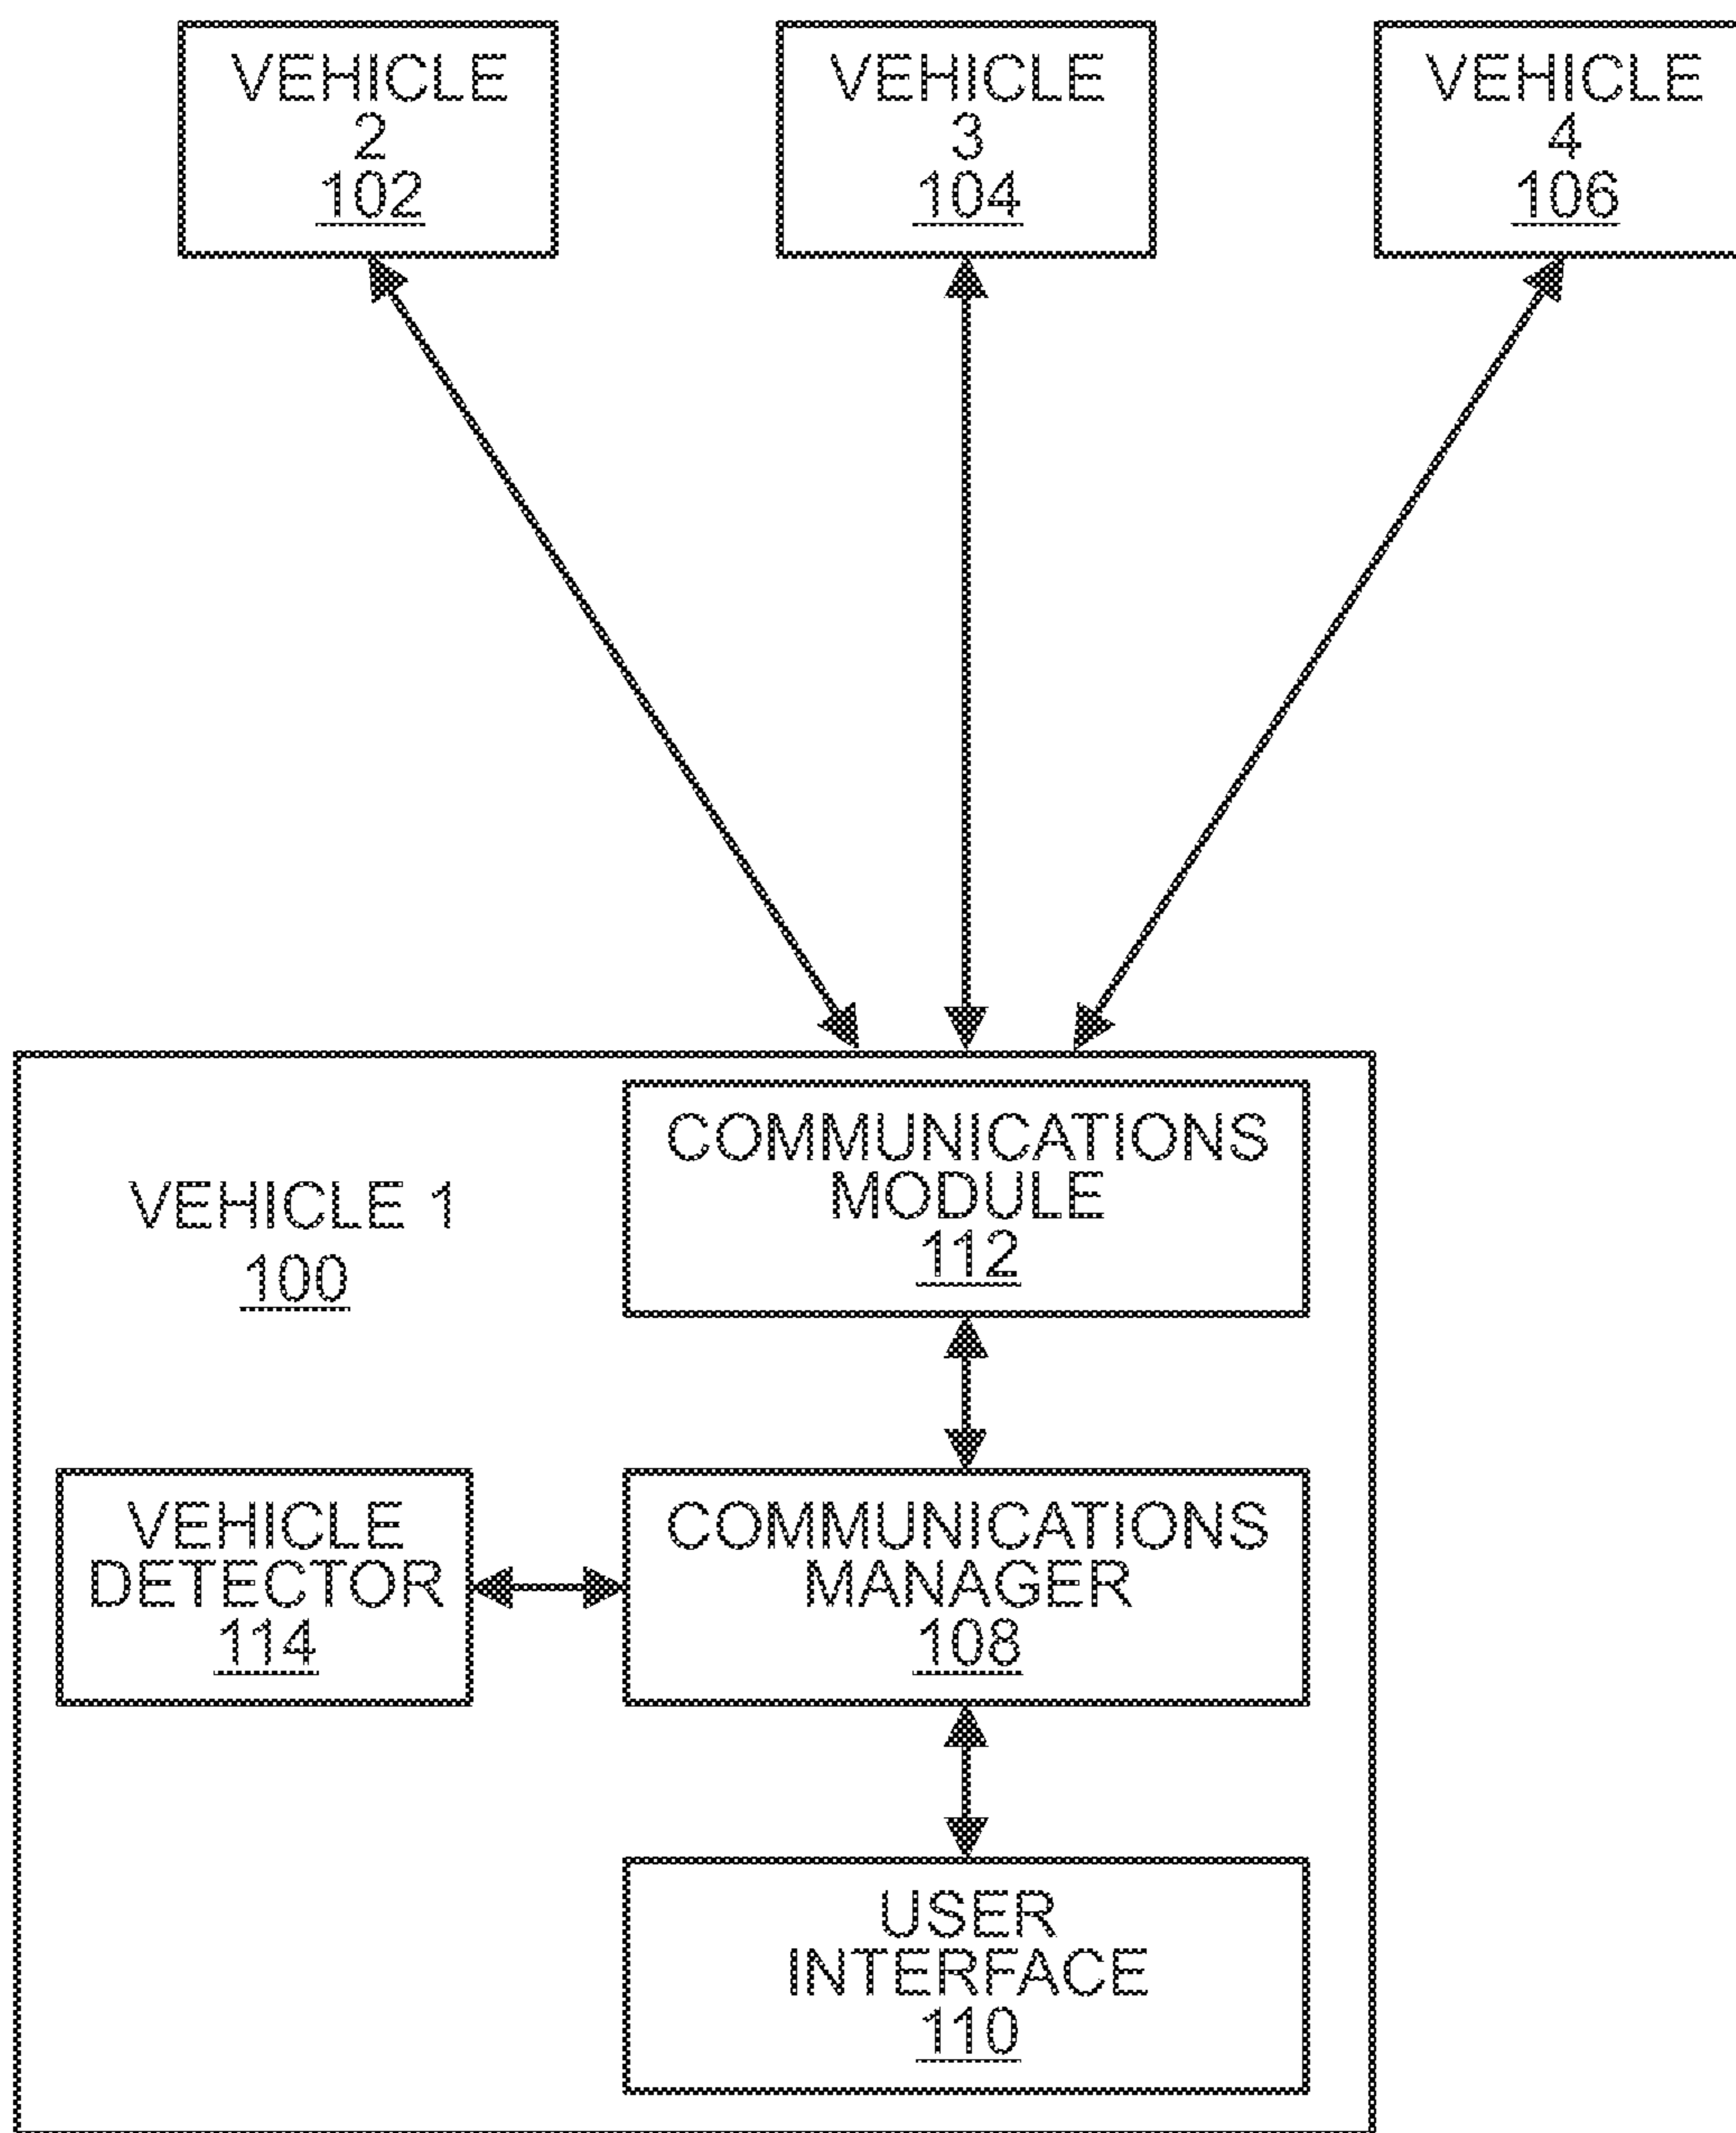 VEHICLE
2
102
VEHICLE
3
104
VEHICLE
4
106
VEHICLE 1
100
COMMUNICATIONS
MODULE
112
VEHICLE
DETECTOR
114
COMMUNICATIONS
MANAGER
108
USER
INTERFACE
110